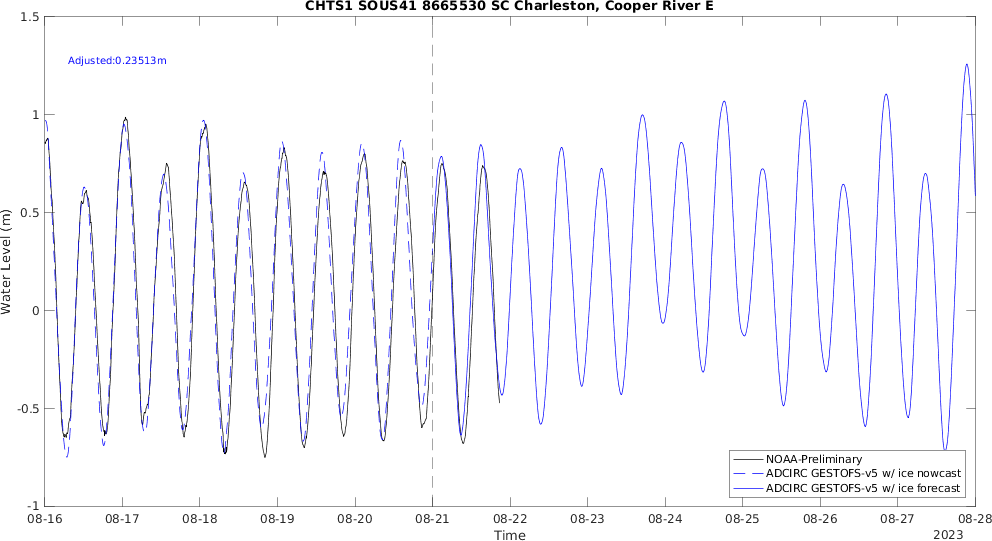 CHTS1 SOUS41 8665530 SC Charleston, Cooper River E
Adjusted:0.23513m
Water Level (m)
1.5
1
0.5
0
-0.5
-1
NOAA-Preliminary
ADCIRC GESTOFS-v5 w/ ice nowcast
ADCIRC GESTOFS-v5 w/ ice forecast
08-16 08-17 08-18 08-19 08-20 08-21 08-22 08-23 08-24 08-25 08-26 08-27 08-28
Time
2023